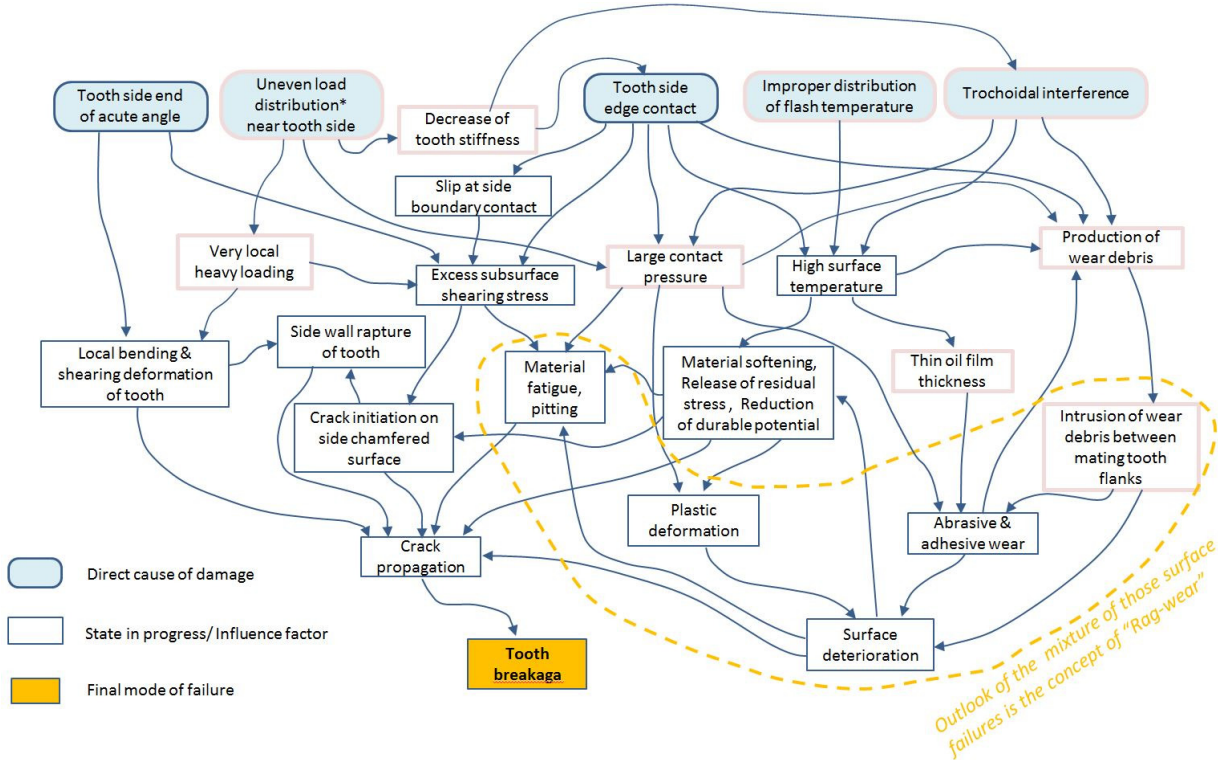 Tooth side end
of acute angle
Uneven load
distribution*
near tooth side
Decrease of
tooth stiffness
Tooth side
edge contact
Improper distribution
of flash temperature
Trochoidal interference
Slip at side
boundary contact
Very local
heavy loading
Excess subsurface
shearing stress
Large contact
pressure
High surface
temperature
Production of
wear debris
Local bending &
shearing deformation
of tooth
Side wall rapture
of tooth
Material
fatigue,
pitting
Material softening,
Release of residual
stress , Reduction
of durable potential
Thin oil film
thickness
Crack initiation on
side chamfered
surface
Intrusion of wear
debris between
mating tooth
flanks
Plastic
deformation
Abrasive &
adhesive wear
Crack
propagation
Surface
deterioration
Tooth
breakaga
Direct cause of damage
State in progress/ Influence factor
Final mode of failure
Outlook of the mixture of those surface
failures is the concept of “Rag-wear”